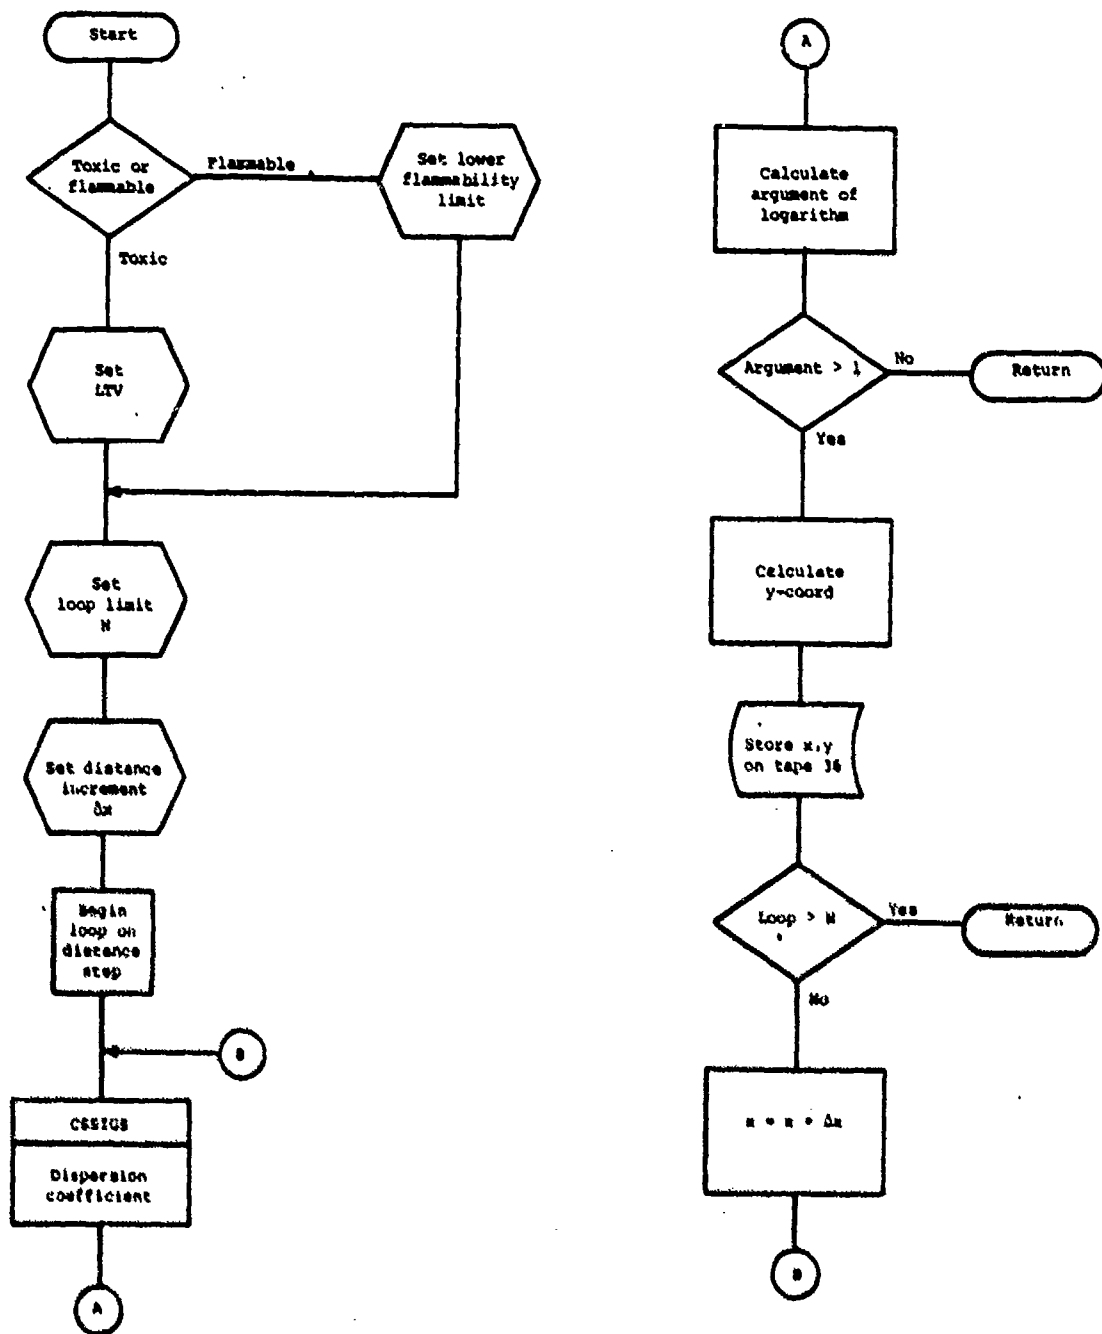 Start
Toxic or
flammable
Flammable
Set lower
flammability
limit
Toxic
Set
LTV
Set
loop limit
N
Set distance
increment
Δx
Begin
loop on
distance
step
B
Dispersion
coefficient
A
A
Calculate
argument of
logarithm
Argument > 1
No
Return
Yes
Calculate
y-coord
Store x,y
on tape
Loop > N
Yes
Return
No
x = x + Δx
B